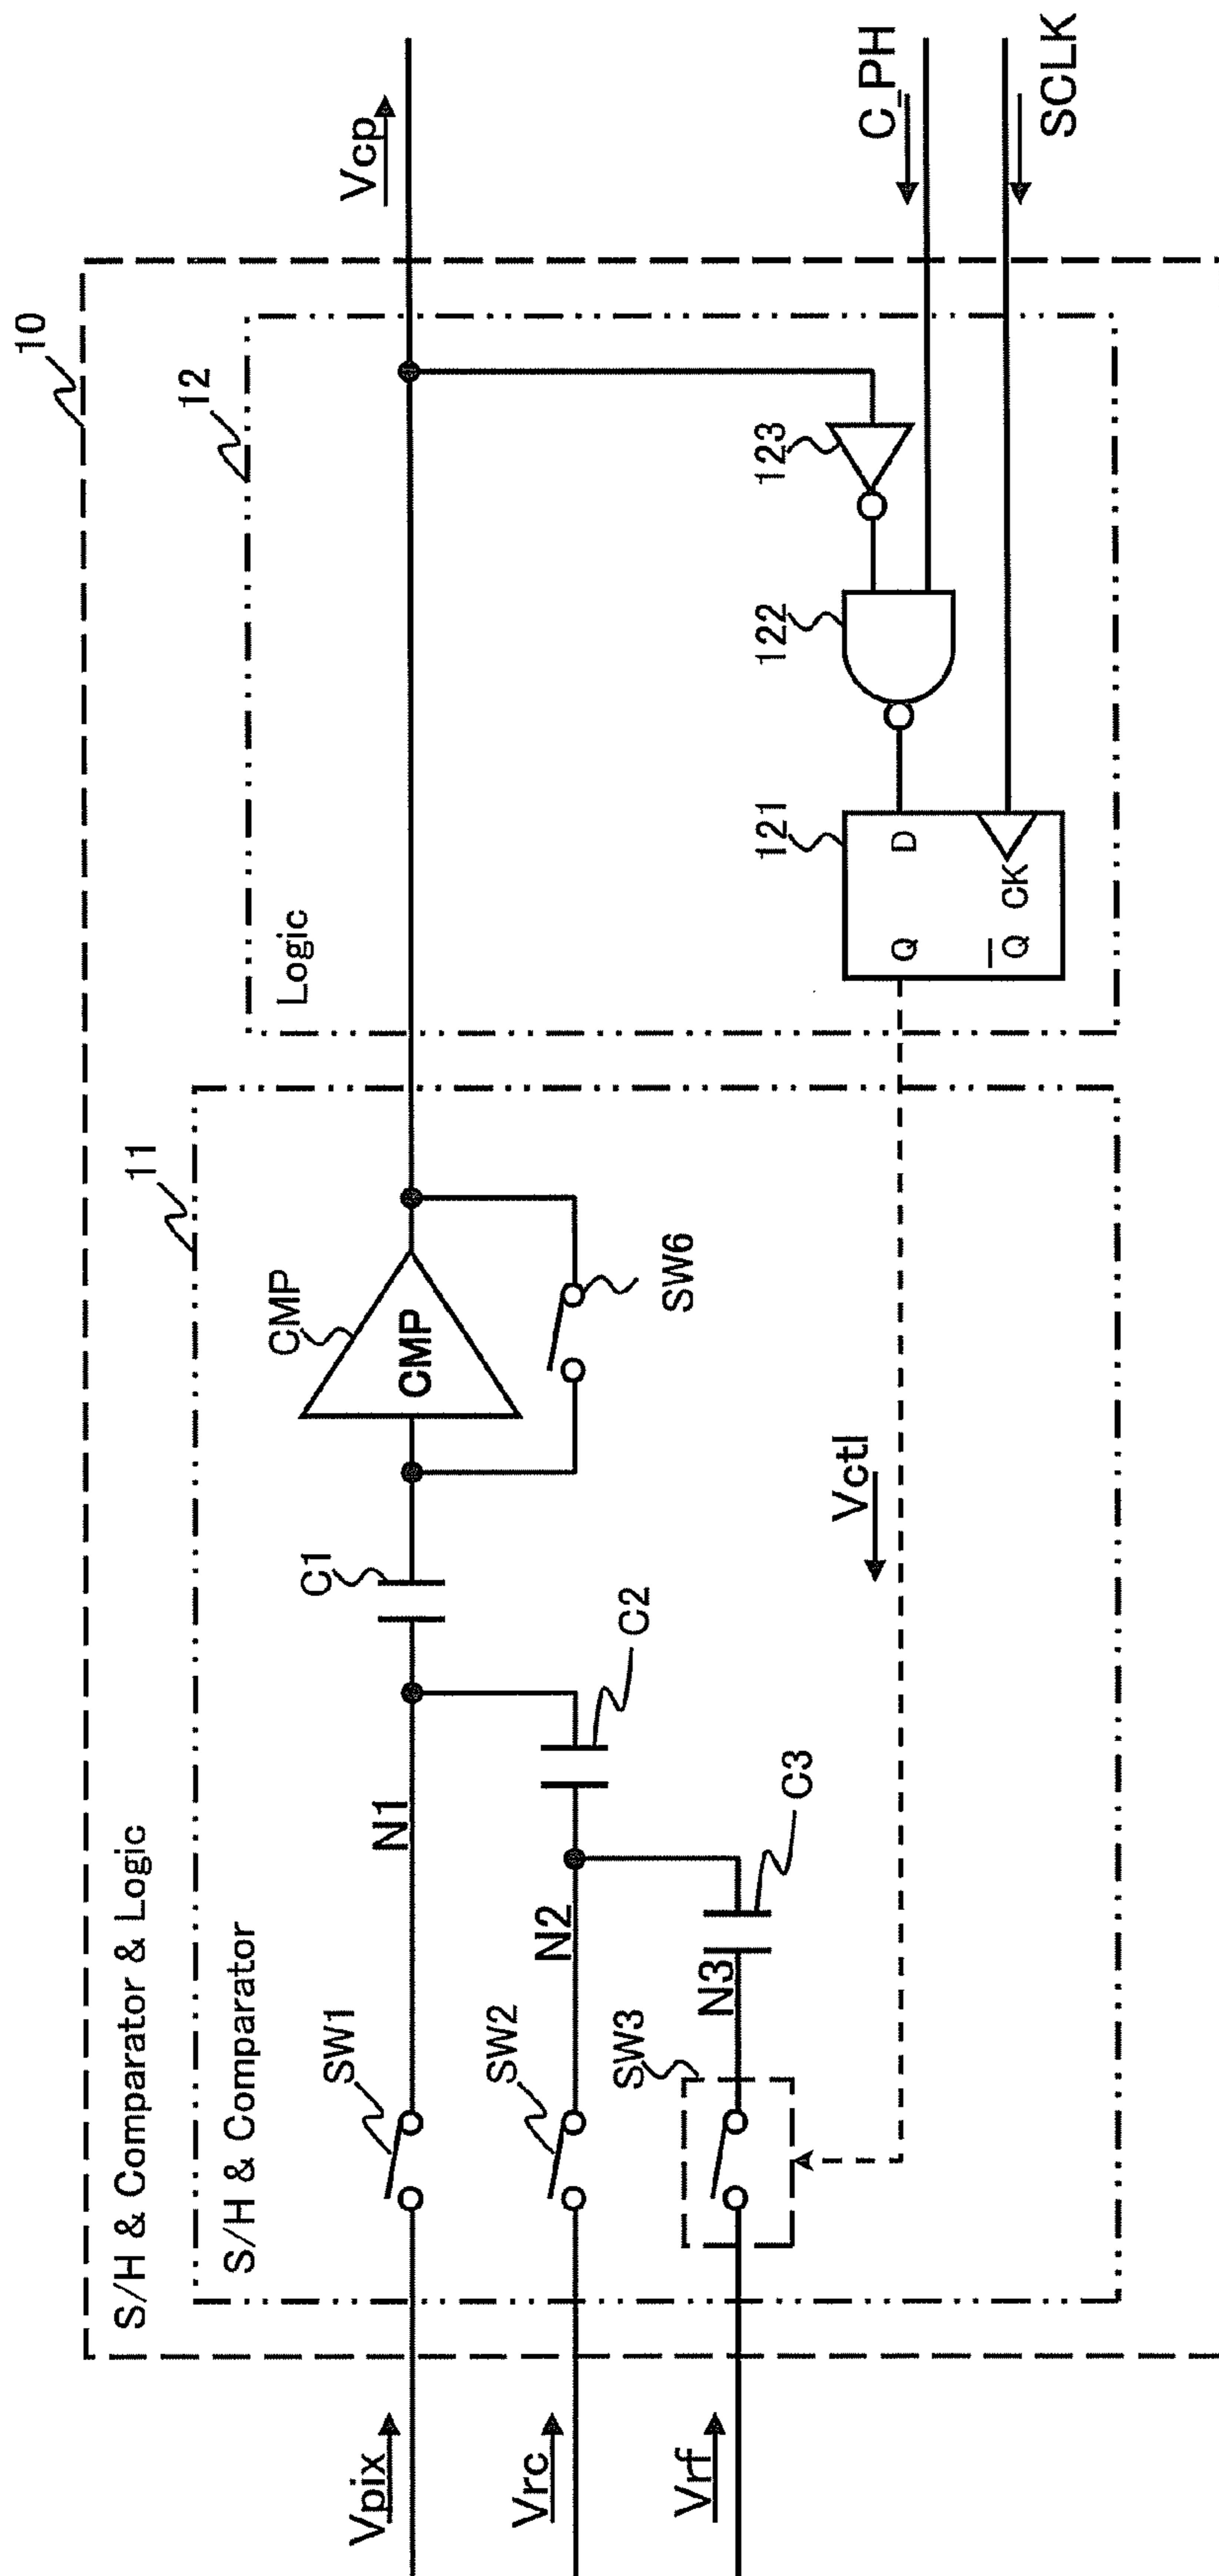 10
S/H & Comparator & Logic
11
S/H & Comparator
12
Logic
Vpix
SW1
N1
C1
CMP
CMP
SW6
Vcp
Vrc
SW2
N2
C2
Vrf
SW3
N3
C3
Vctl
121
Q
D
Q
CK
122
123
C_PH
SCLK